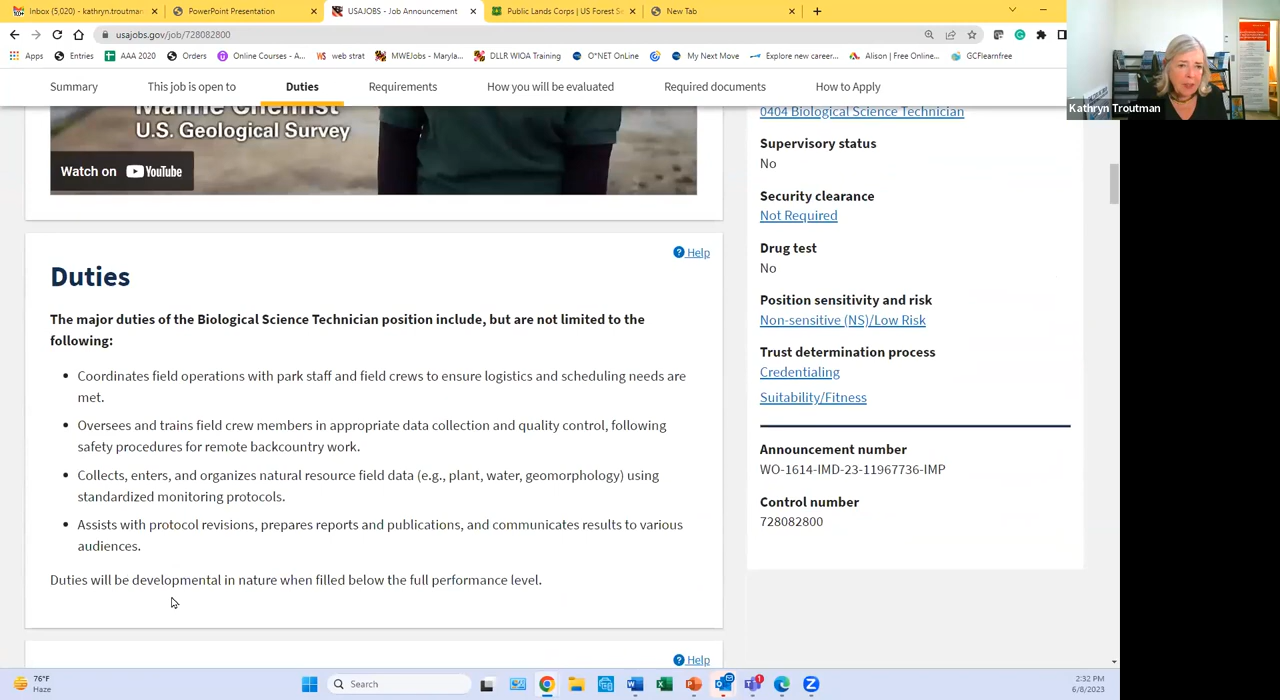 Inbox (5,020) - kathryn.troutman
PowerPoint Presentation
USAJOBS - Job Announcement
Public Lands Corps | US Forest Se
New Tab
usajobs.gov/job/728082800
Apps
Entries
AAA 2020
Orders
Online Courses - A...
web strat
MWEJobs - Maryla...
DLLR WIOA Training
O*NET OnLine
My Next Move
Explore new career...
Alison | Free Online...
GCFlearnfree
Summary
This job is open to
Duties
Requirements
How you will be evaluated
Required documents
How to Apply
Kathryn Troutman
Marine Chemist
U.S. Geological Survey
Watch on YouTube
Help
Duties
The major duties of the Biological Science Technician position include, but are not limited to the
following:
Coordinates field operations with park staff and field crews to ensure logistics and scheduling needs are
met.
Oversees and trains field crew members in appropriate data collection and quality control, following
safety procedures for remote backcountry work.
Collects, enters, and organizes natural resource field data (e.g., plant, water, geomorphology) using
standardized monitoring protocols.
Assists with protocol revisions, prepares reports and publications, and communicates results to various
audiences.
Duties will be developmental in nature when filled below the full performance level.
Help
0404 Biological Science Technician
Supervisory status
No
Security clearance
Not Required
Drug test
No
Position sensitivity and risk
Non-sensitive (NS)/Low Risk
Trust determination process
Credentialing
Suitability/Fitness
Announcement number
WO-1614-IMD-23-11967736-IMP
Control number
728082800
76°F
Haze
Search
2:32 PM
6/8/2023